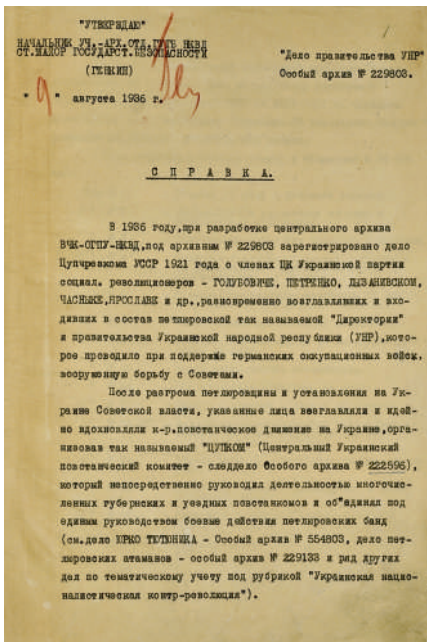 "УТВЕРЖДАЮ"
НАЧАЛЬНИК УЧ.-АРХ.ОТД.ГУГБ НКВД
СТ.МАЙОР ГОСУДАРСТ.БЕЗОПАСНОСТИ
(ГЕНКИН)
"9" августа 1936 г.
"Дело правительства УНР"
Особый архив № 229803.
СПРАВКА.
В 1936 году,при разработке центрального архива
ВЧК-ОГПУ-НКВД,под архивным № 229803 зарегистрировано дело
Цупчрезкома УССР 1921 года о членах ЦК Украинской партии
социал. революционеров - ГОЛУБОВИЧЕ, ПЕТРЕНКО, ЛЫЗАНИВСКОМ,
ЧАСНЫКЕ,ЯРОСЛАВЕ и др.,разновременно возглавлявших и вхо-
дивших в состав петлюровской так называемой "Директории"
и правительства Украинской народной республики (УНР),кото-
рое проводило при поддержке германских оккупационных войск,
вооруженную борьбу с Советами.
После разгрома петлюровщины и установления на Ук-
раине Советской власти, указанные лица возглавляли и идей-
но вдохновляли к-р.повстанческое движение на Украине,орга-
низовав так называемый "ЦУПКОМ" (Центральный Украинский
повстанческий комитет - следдело Особого архива № 222596),
который непосредственно руководил деятельностью многочис-
ленных губернских и уездных повстанкомов и об"единял под
единым руководством боевые действия петлюровских банд
(см.дело ЮРКО ТЮТЮНИКА - Особый архив № 554803, дело пет-
люровских атаманов - особый архив № 229133 и ряд других
дел по тематическому учету под рубрикой "Украинская нацио-
налистическая контр-революция").